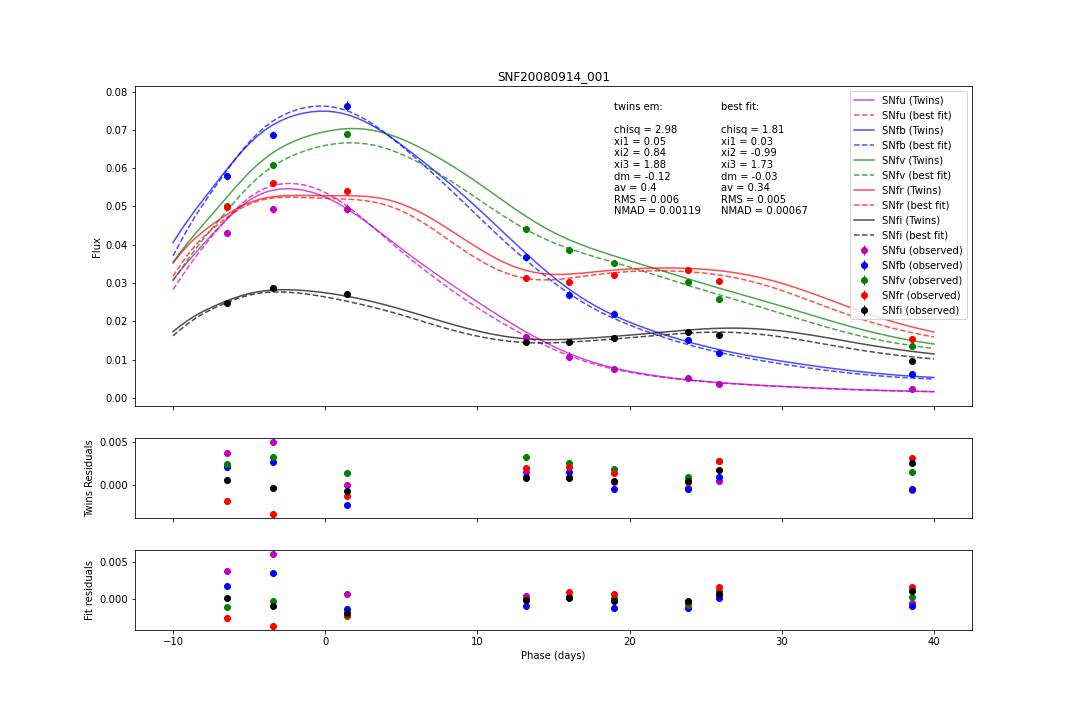 SNF20080914_001
Flux
0.08
0.07
0.06
0.05
0.04
0.03
0.02
0.01
0.00
twins em:
chisq = 2.98
xi1 = 0.05
xi2 = 0.84
xi3 = 1.88
dm = -0.12
av = 0.4
RMS = 0.006
NMAD = 0.00119
best fit:
chisq = 1.81
xi1 = 0.03
xi2 = -0.99
xi3 = 1.73
dm = -0.03
av = 0.34
RMS = 0.005
NMAD = 0.00067
SNfu (Twins)
SNfu (best fit)
SNfb (Twins)
SNfb (best fit)
SNfv (Twins)
SNfv (best fit)
SNfr (Twins)
SNfr (best fit)
SNfi (Twins)
SNfi (best fit)
SNfu (observed)
SNfb (observed)
SNfv (observed)
SNfr (observed)
SNfi (observed)
Twins Residuals
0.005
0.000
Fit residuals
0.005
0.000
−10 0 10 20 30 40
Phase (days)